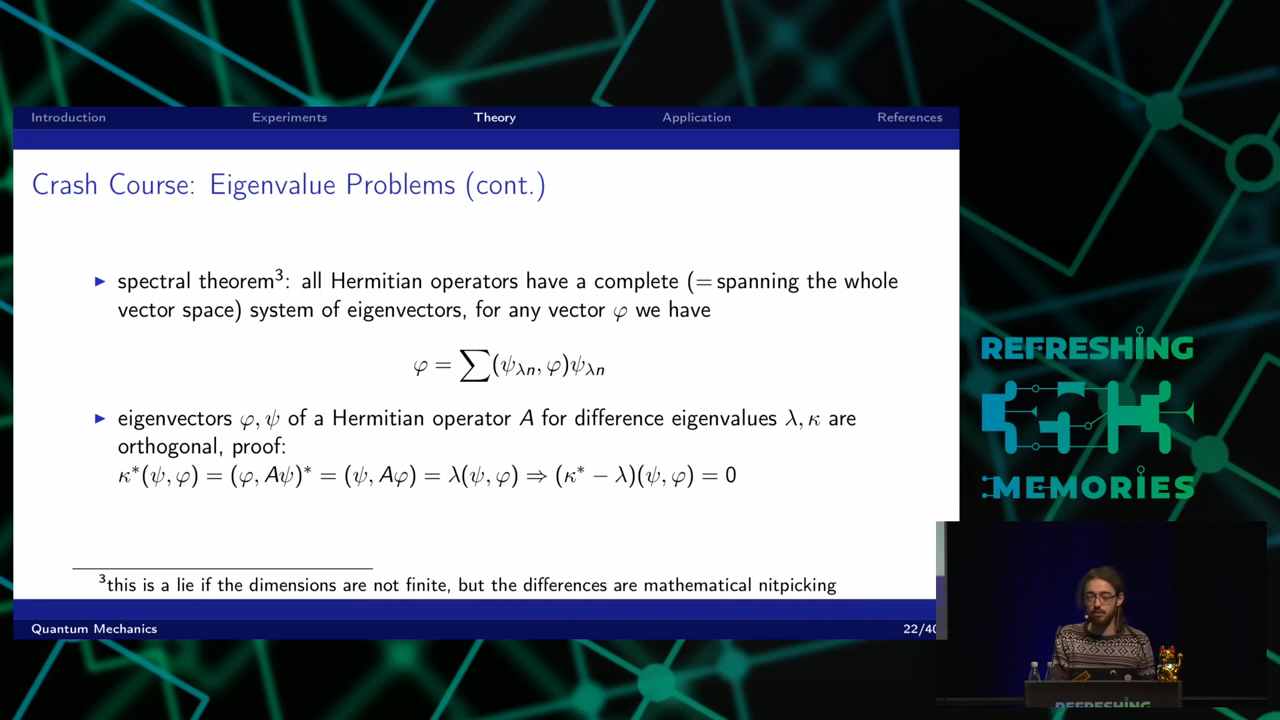 Introduction Experiments Theory Application References
Crash Course: Eigenvalue Problems (cont.)
▶ spectral theorem³: all Hermitian operators have a complete (= spanning the whole
vector space) system of eigenvectors, for any vector φ we have
φ = ∑(ψλn, φ)ψλn
▶ eigenvectors φ, ψ of a Hermitian operator A for difference eigenvalues λ, κ are
orthogonal, proof:
κ*(ψ, φ) = (φ, Aψ)* = (ψ, Aφ) = λ(ψ, φ) ⇒ (κ* − λ)(ψ, φ) = 0
³this is a lie if the dimensions are not finite, but the differences are mathematical nitpicking
Quantum Mechanics 22/40
REFRESHING
MEMORIES
REFRESHING